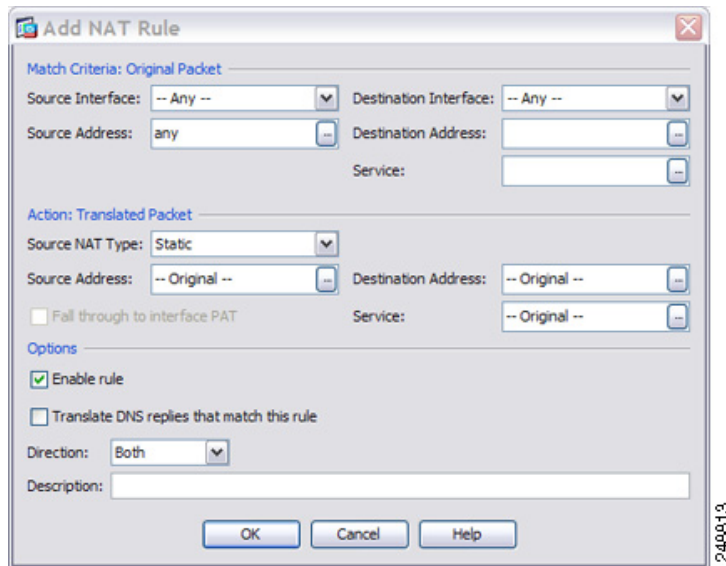 Add NAT Rule
Match Criteria: Original Packet
Source Interface: -- Any -- Destination Interface: -- Any --
Source Address: any ... Destination Address: ...
Service: ...
Action: Translated Packet
Source NAT Type: Static
Source Address: -- Original -- ... Destination Address: -- Original -- ...
Fall through to interface PAT Service: -- Original -- ...
Options
Enable rule
Translate DNS replies that match this rule
Direction: Both
Description:
OK Cancel Help
248813